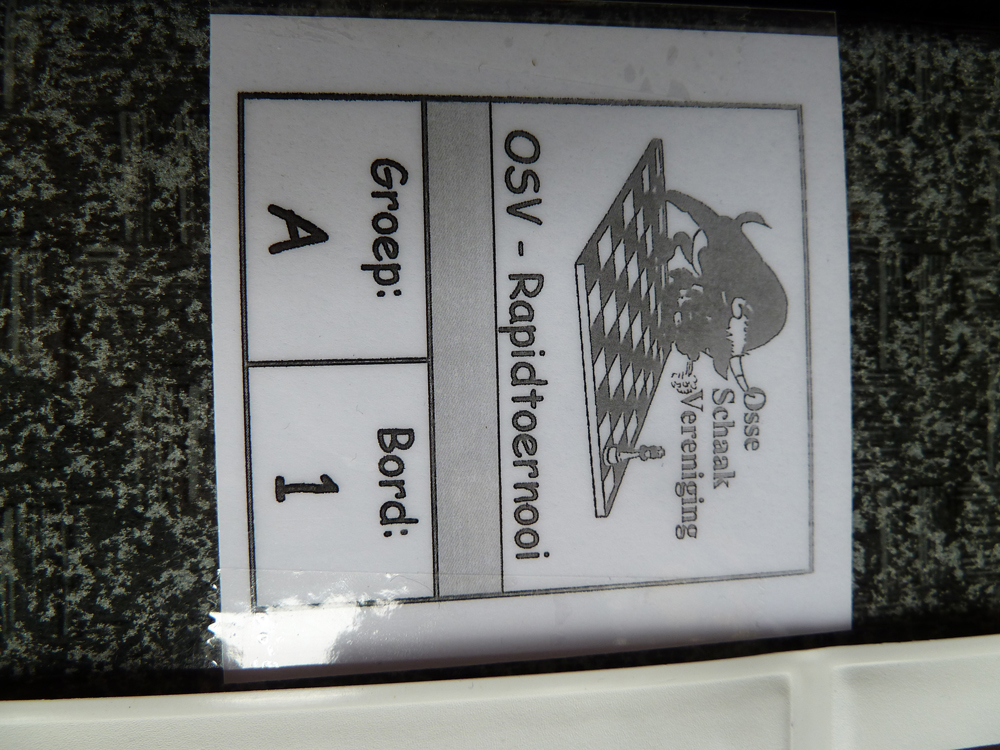 Osse
Schaak
Vereniging
OSV - Rapidtoernooi
Groep:
A
Bord:
1